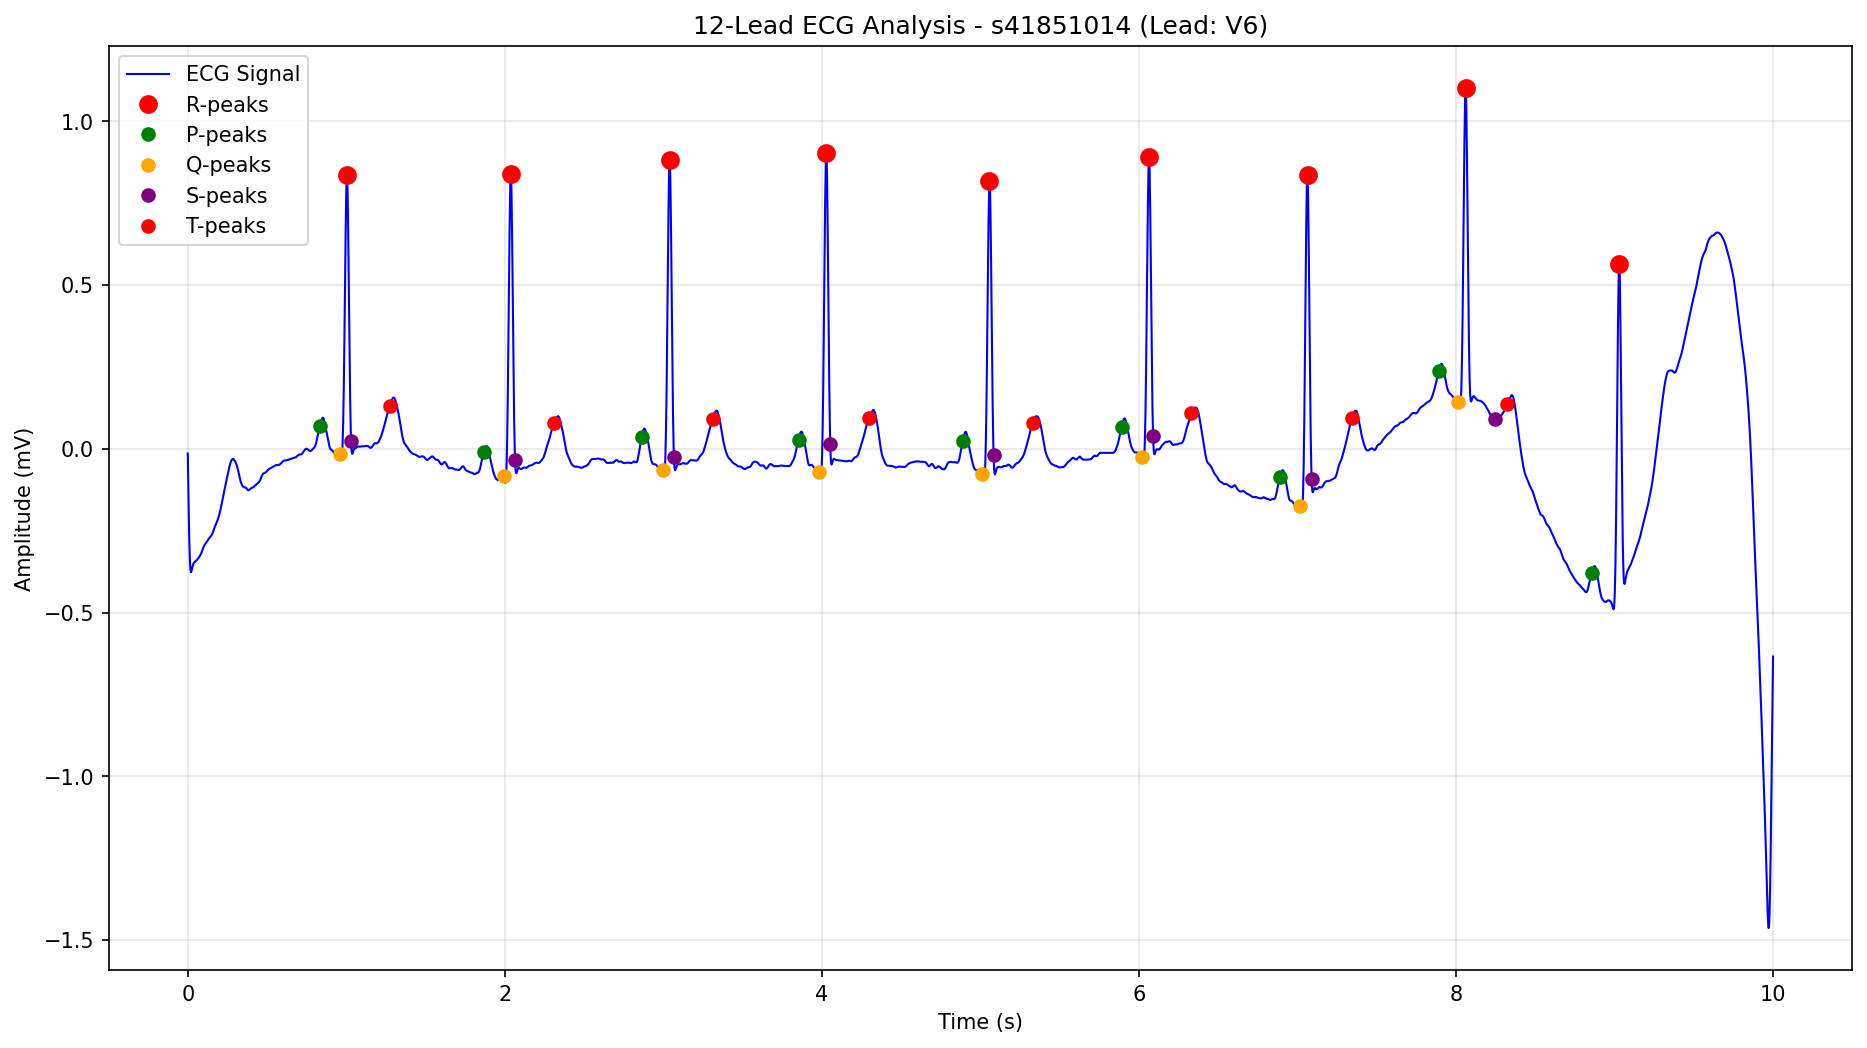 12-Lead ECG Analysis - s41851014 (Lead: V6)
ECG Signal
R-peaks
P-peaks
Q-peaks
S-peaks
T-peaks
Amplitude (mV)
1.0
0.5
0.0
−0.5
−1.0
−1.5
0
2
4
6
8
10
Time (s)